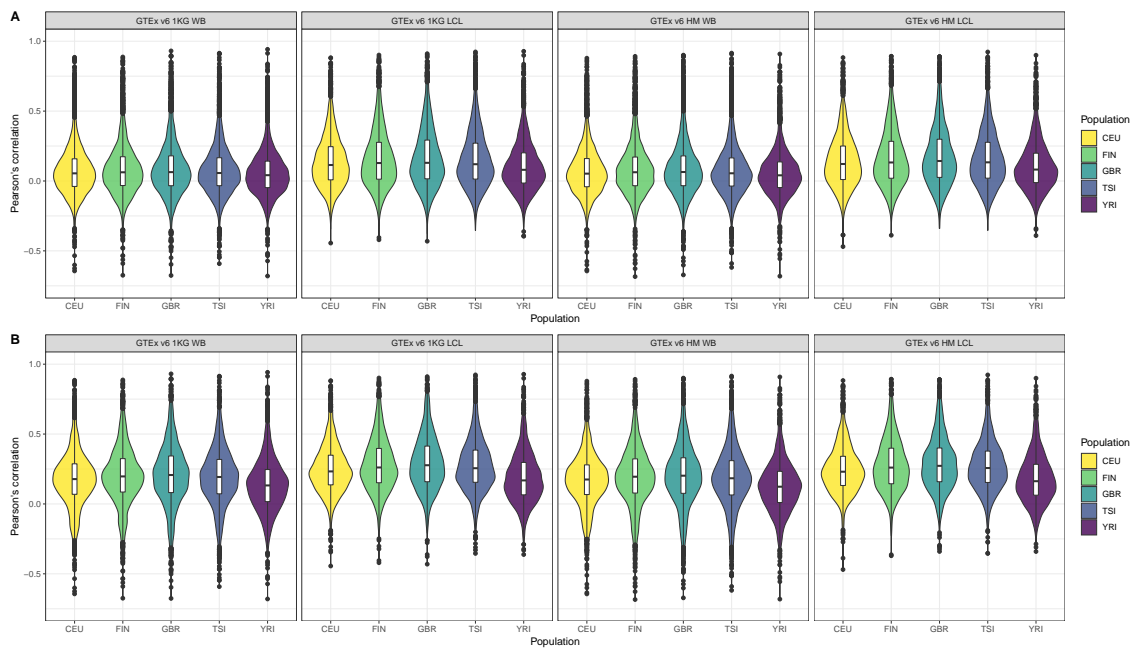 A
GTEx v6 1KG WB
GTEx v6 1KG LCL
GTEx v6 HM WB
GTEx v6 HM LCL
Pearson's correlation
1.0
0.5
0.0
−0.5
CEU FIN GBR TSI YRI
CEU FIN GBR TSI YRI
CEU FIN GBR TSI YRI
CEU FIN GBR TSI YRI
Population
Population
CEU
FIN
GBR
TSI
YRI
B
GTEx v6 1KG WB
GTEx v6 1KG LCL
GTEx v6 HM WB
GTEx v6 HM LCL
Pearson's correlation
1.0
0.5
0.0
−0.5
CEU FIN GBR TSI YRI
CEU FIN GBR TSI YRI
CEU FIN GBR TSI YRI
CEU FIN GBR TSI YRI
Population
Population
CEU
FIN
GBR
TSI
YRI